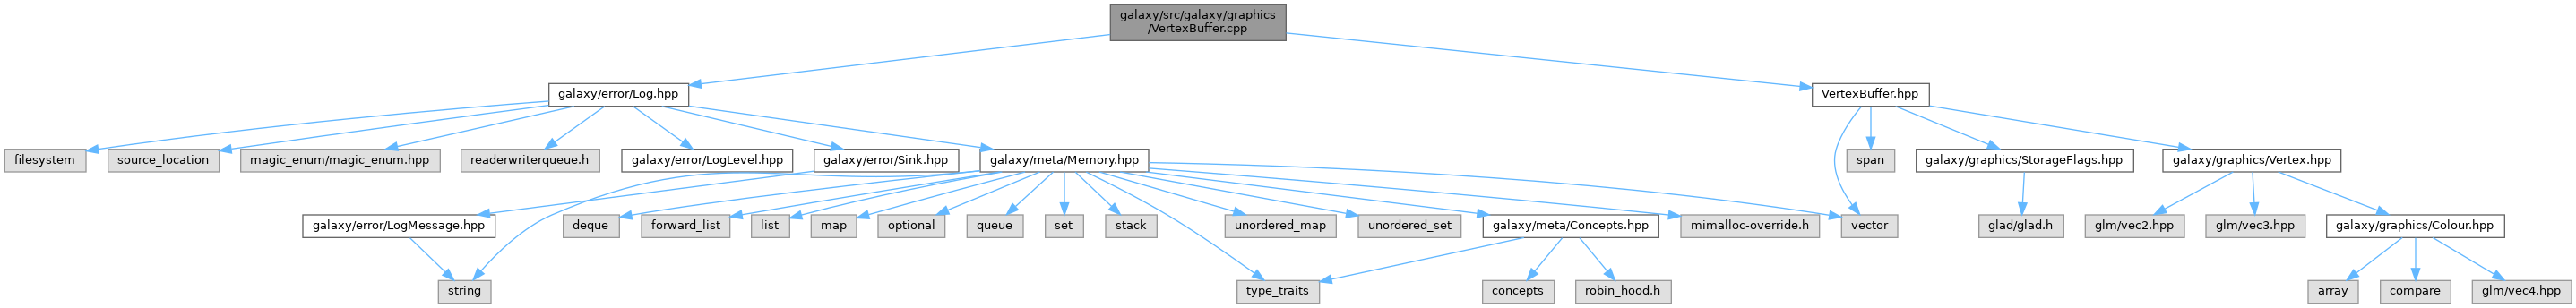 galaxy/src/galaxy/graphics
/VertexBuffer.cpp
galaxy/error/Log.hpp
VertexBuffer.hpp
filesystem
source_location
magic_enum/magic_enum.hpp
readerwriterqueue.h
galaxy/error/LogLevel.hpp
galaxy/error/Sink.hpp
galaxy/meta/Memory.hpp
span
galaxy/graphics/StorageFlags.hpp
galaxy/graphics/Vertex.hpp
galaxy/error/LogMessage.hpp
deque
forward_list
list
map
optional
queue
set
stack
unordered_map
unordered_set
galaxy/meta/Concepts.hpp
mimalloc-override.h
vector
glad/glad.h
glm/vec2.hpp
glm/vec3.hpp
galaxy/graphics/Colour.hpp
string
type_traits
concepts
robin_hood.h
array
compare
glm/vec4.hpp